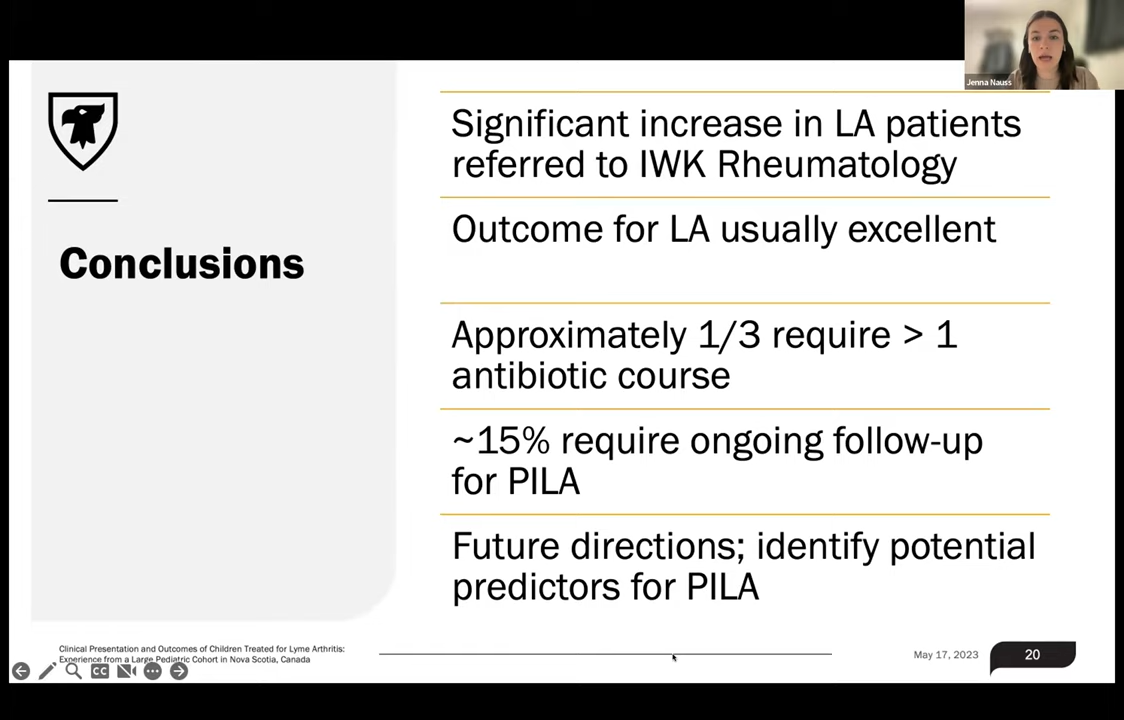 Jenna Nauss
Significant increase in LA patients
referred to IWK Rheumatology
Conclusions
Outcome for LA usually excellent
Approximately 1/3 require > 1
antibiotic course
~15% require ongoing follow-up
for PILA
Future directions; identify potential
predictors for PILA
Clinical Presentation and Outcomes of Children Treated for Lyme Arthritis:
Experience from a Large Pediatric Cohort in Nova Scotia, Canada
May 17, 2023
20
CC